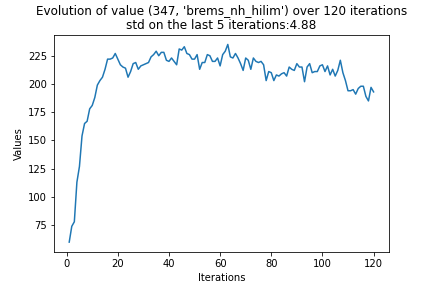 Evolution of value (347, 'brems_nh_hilim') over 120 iterations
std on the last 5 iterations:4.88
225
200
175
150
125
100
75
Values
0 20 40 60 80 100 120
Iterations